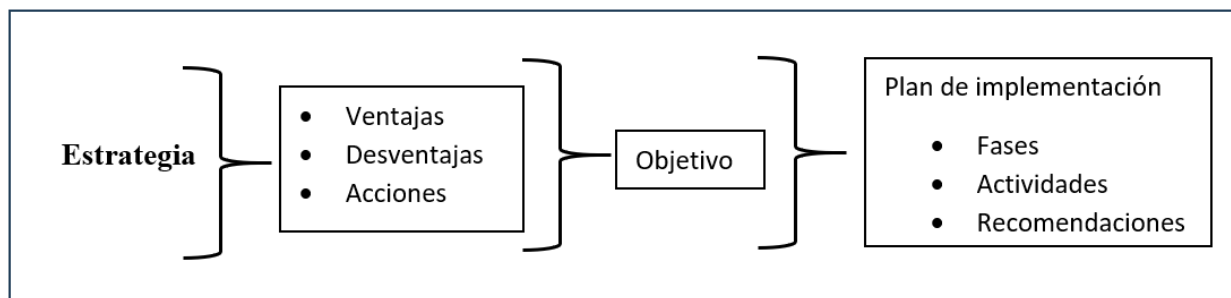 Estrategia
• Ventajas
• Desventajas
• Acciones
Objetivo
Plan de implementación
• Fases
• Actividades
• Recomendaciones